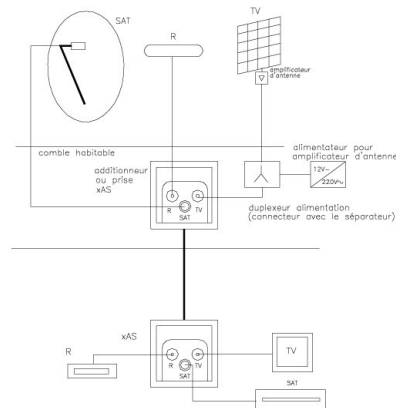 SAT
R
TV
amplificateur
d'antenne
comble habitable
alimentateur pour
amplificateur d'antenne
additionneur
ou prise
xAS
12V~
220V~
R
TV
SAT
duplexeur alimentation
(connecteur avec le séparateur)
xAS
R
TV
SAT
R
TV
SAT